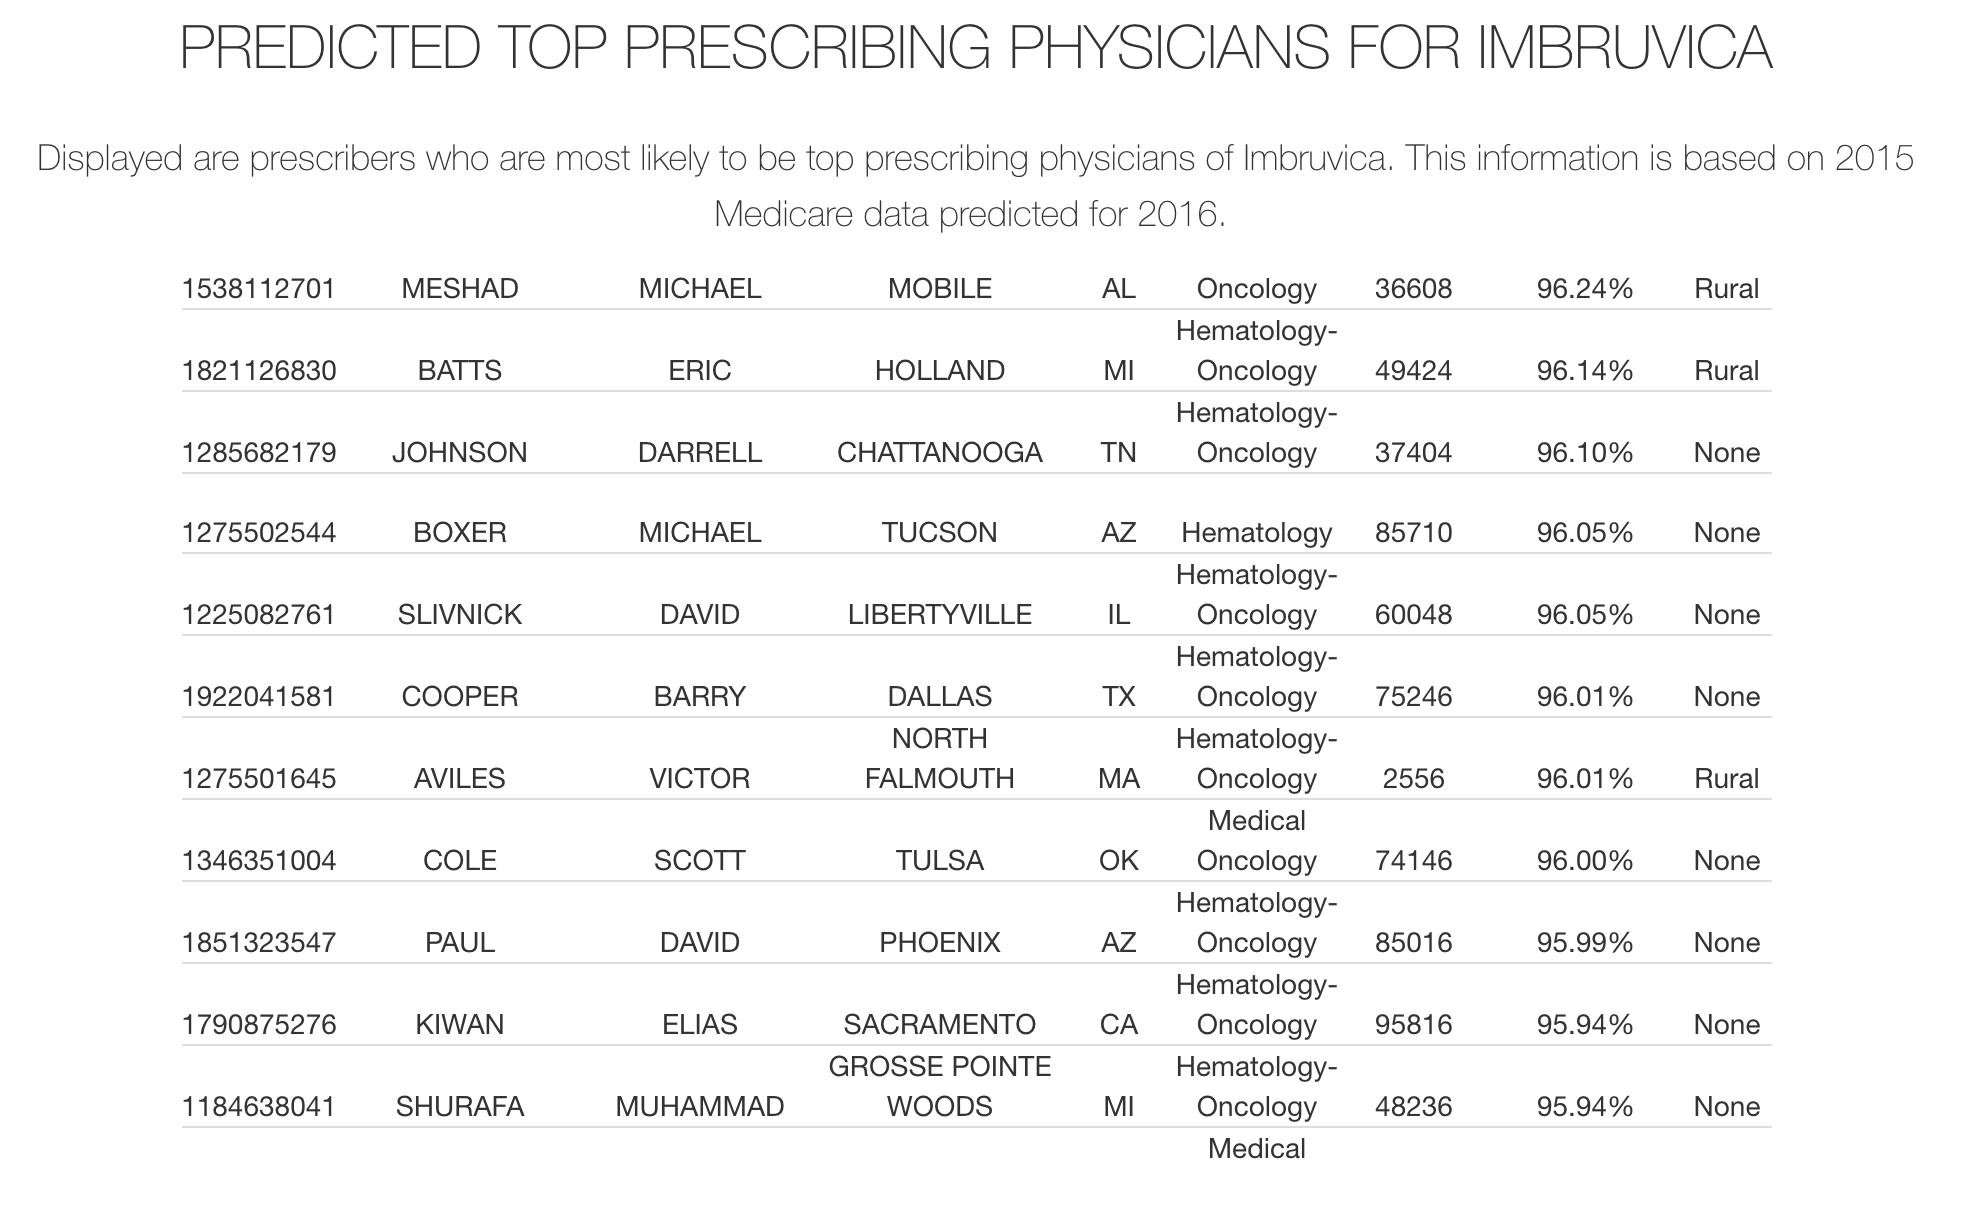 PREDICTED TOP PRESCRIBING PHYSICIANS FOR IMBRUVICA
Displayed are prescribers who are most likely to be top prescribing physicians of Imbruvica. This information is based on 2015
Medicare data predicted for 2016.
1538112701 MESHAD MICHAEL MOBILE AL Oncology 36608 96.24% Rural
Hematology-
1821126830 BATTS ERIC HOLLAND MI Oncology 49424 96.14% Rural
Hematology-
1285682179 JOHNSON DARRELL CHATTANOOGA TN Oncology 37404 96.10% None
1275502544 BOXER MICHAEL TUCSON AZ Hematology 85710 96.05% None
Hematology-
1225082761 SLIVNICK DAVID LIBERTYVILLE IL Oncology 60048 96.05% None
Hematology-
1922041581 COOPER BARRY DALLAS TX Oncology 75246 96.01% None
NORTH Hematology-
1275501645 AVILES VICTOR FALMOUTH MA Oncology 2556 96.01% Rural
Medical
1346351004 COLE SCOTT TULSA OK Oncology 74146 96.00% None
Hematology-
1851323547 PAUL DAVID PHOENIX AZ Oncology 85016 95.99% None
Hematology-
1790875276 KIWAN ELIAS SACRAMENTO CA Oncology 95816 95.94% None
GROSSE POINTE Hematology-
1184638041 SHURAFA MUHAMMAD WOODS MI Oncology 48236 95.94% None
Medical